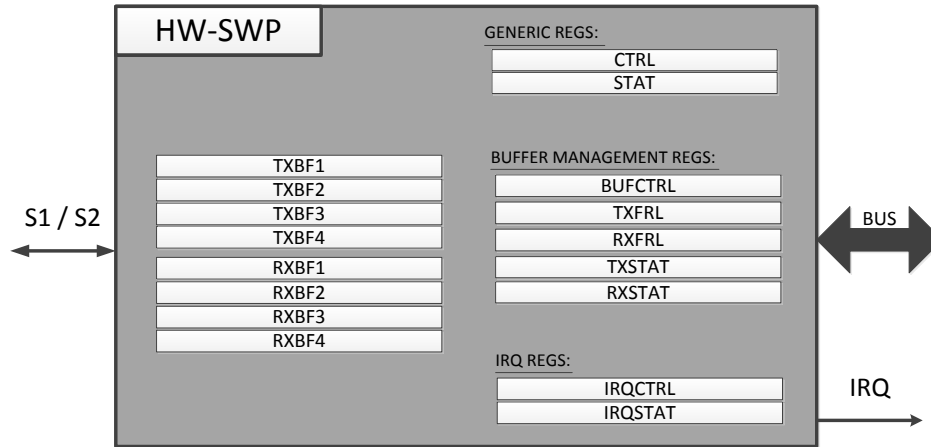 HW-SWP
GENERIC REGS:
CTRL
STAT
TXBF1
TXBF2
TXBF3
TXBF4
RXBF1
RXBF2
RXBF3
RXBF4
BUFFER MANAGEMENT REGS:
BUFCTRL
TXFRL
RXFRL
TXSTAT
RXSTAT
IRQ REGS:
IRQCTRL
IRQSTAT
S1 / S2
BUS
IRQ